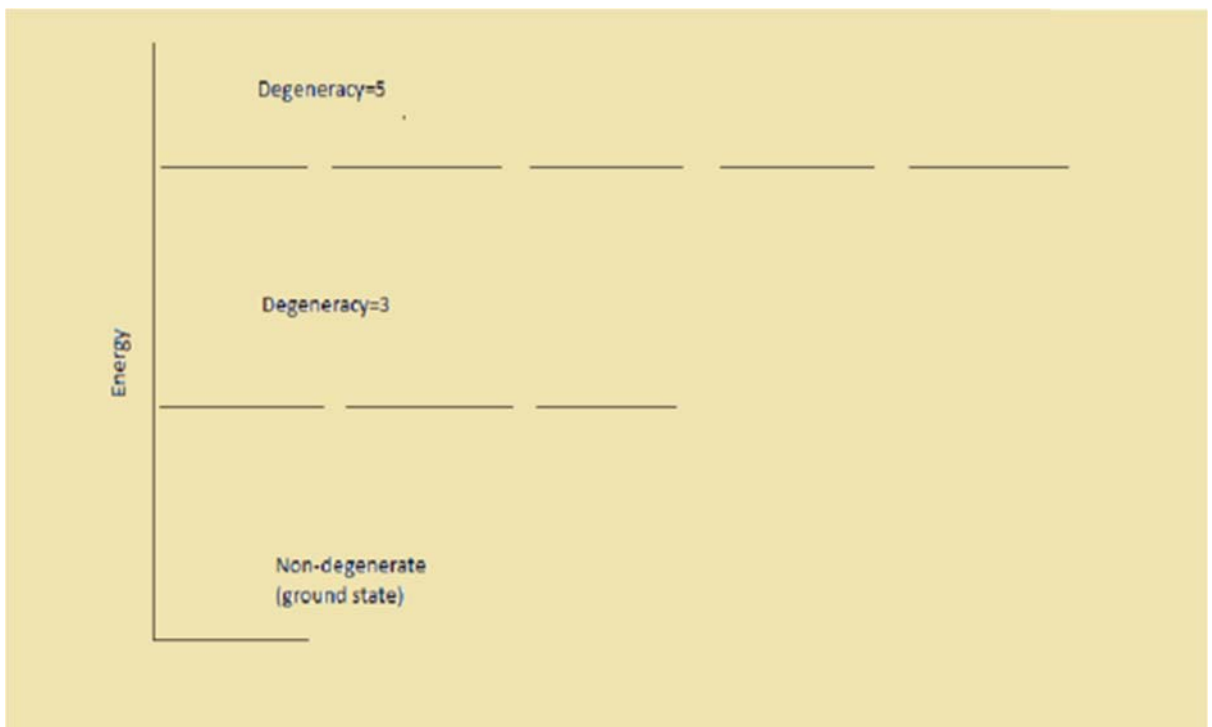 Degeneracy=5
Degeneracy=3
Energy
Non-degenerate
(ground state)